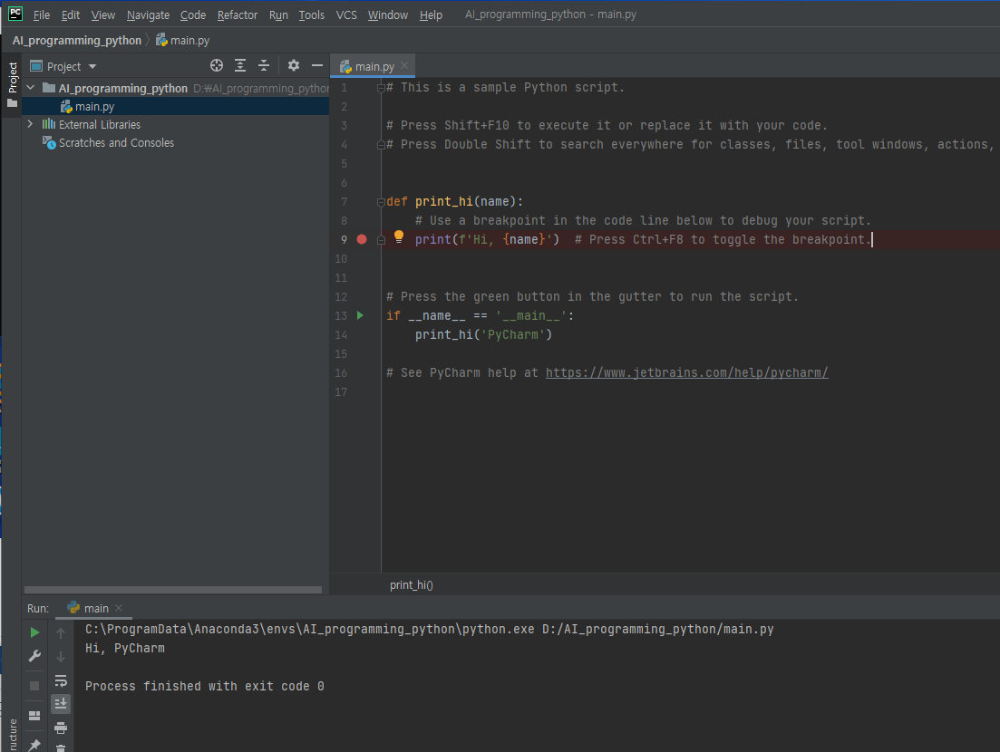 PC File Edit View Navigate Code Refactor Run Tools VCS Window Help AI_programming_python - main.py
AI_programming_python main.py
Project
Project
main.py
AI_programming_python D:₩AI_programming_python
main.py
External Libraries
Scratches and Consoles
1 # This is a sample Python script.
2
3 # Press Shift+F10 to execute it or replace it with your code.
4 # Press Double Shift to search everywhere for classes, files, tool windows, actions,
5
6
7 def print_hi(name):
8 # Use a breakpoint in the code line below to debug your script.
9 print(f'Hi, {name}') # Press Ctrl+F8 to toggle the breakpoint.
10
11
12 # Press the green button in the gutter to run the script.
13 if __name__ == '__main__':
14 print_hi('PyCharm')
15
16 # See PyCharm help at https://www.jetbrains.com/help/pycharm/
17
print_hi()
Run: main
C:\ProgramData\Anaconda3\envs\AI_programming_python\python.exe D:/AI_programming_python/main.py
Hi, PyCharm
Process finished with exit code 0
ructure